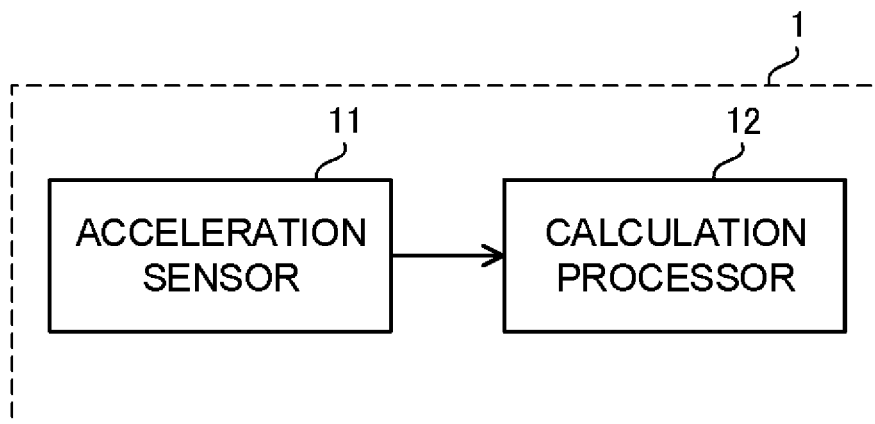 1
11
12
ACCELERATION
SENSOR
CALCULATION
PROCESSOR